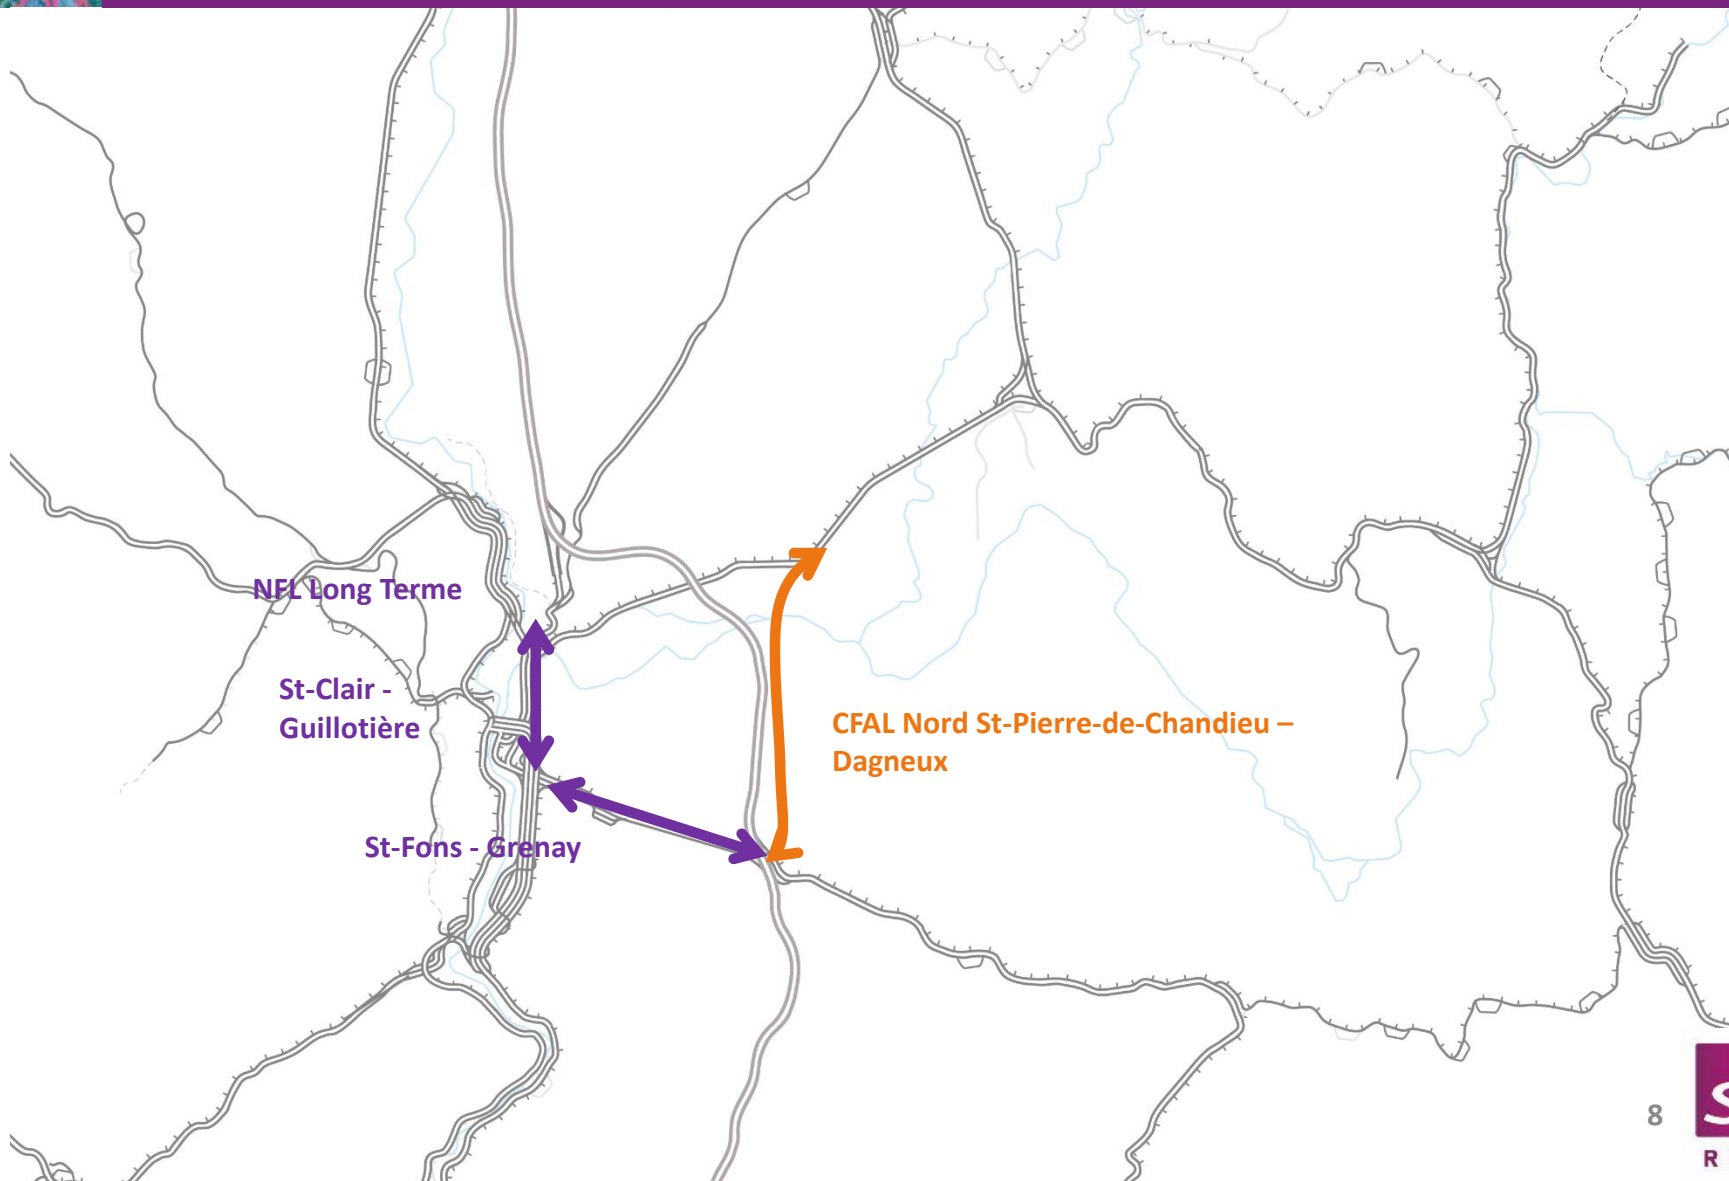 NFL Long Terme
St-Clair -
Guillotière
CFAL Nord St-Pierre-de-Chandieu –
Dagneux
St-Fons - Grenay
8
S
R